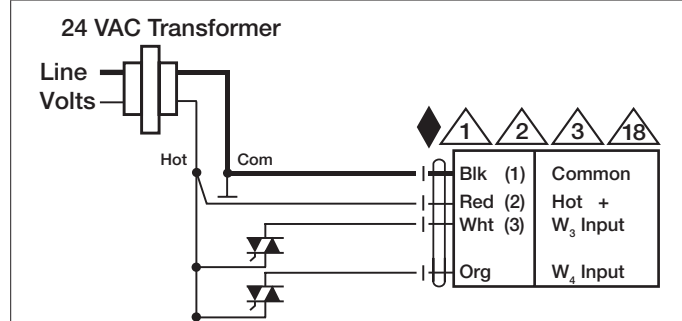 24 VAC Transformer
Line
Volts
Hot
Com
1 2 3 18
Blk (1) Common
Red (2) Hot +
Wht (3) W₃ Input
Org W₄ Input